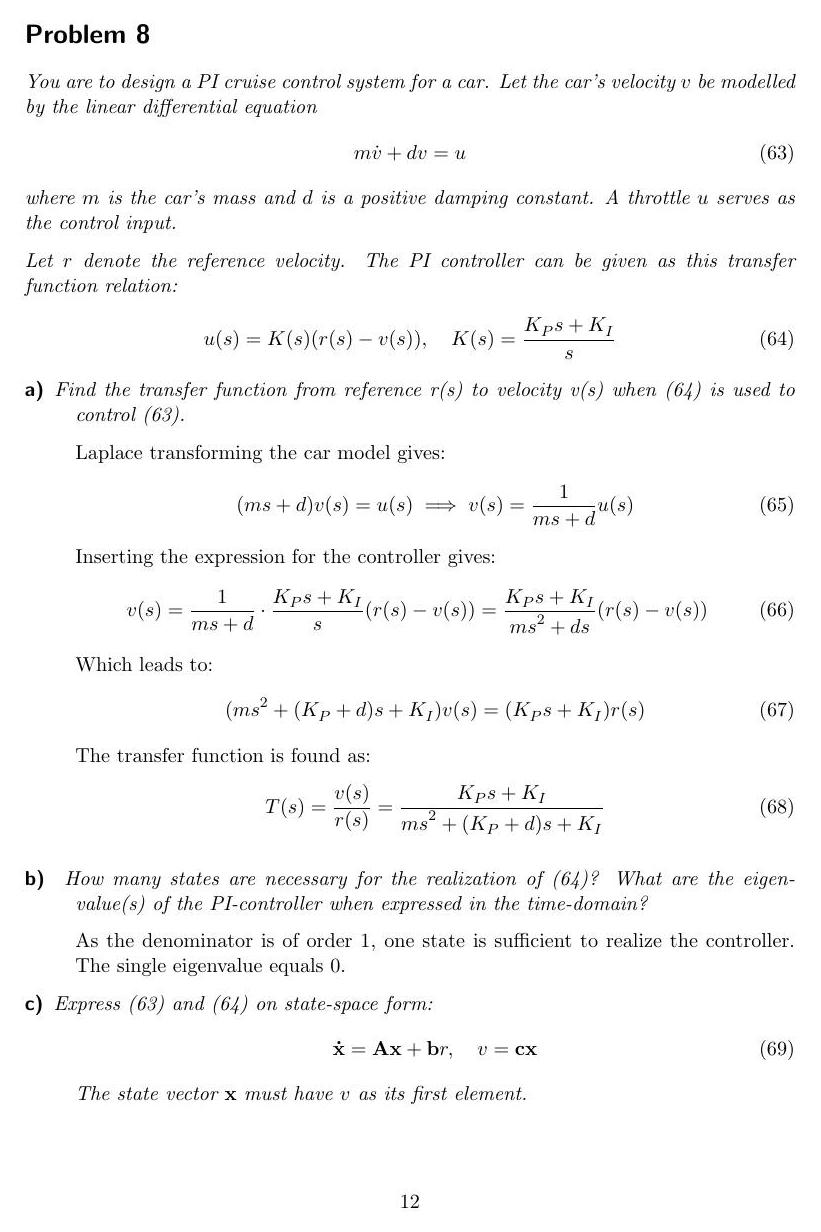 Problem 8
You are to design a PI cruise control system for a car. Let the car's velocity v be modelled
by the linear differential equation
mv̇ + dv = u (63)
where m is the car's mass and d is a positive damping constant. A throttle u serves as
the control input.
Let r denote the reference velocity. The PI controller can be given as this transfer
function relation:
u(s) = K(s)(r(s) − v(s)), K(s) = \frac{K_P s + K_I}{s} (64)
a) Find the transfer function from reference r(s) to velocity v(s) when (64) is used to
control (63).
Laplace transforming the car model gives:
(ms + d)v(s) = u(s) ⟹ v(s) = \frac{1}{ms + d}u(s) (65)
Inserting the expression for the controller gives:
v(s) = \frac{1}{ms + d} · \frac{K_P s + K_I}{s}(r(s) − v(s)) = \frac{K_P s + K_I}{ms^2 + ds}(r(s) − v(s)) (66)
Which leads to:
(ms^2 + (K_P + d)s + K_I)v(s) = (K_P s + K_I)r(s) (67)
The transfer function is found as:
T(s) = \frac{v(s)}{r(s)} = \frac{K_P s + K_I}{ms^2 + (K_P + d)s + K_I} (68)
b) How many states are necessary for the realization of (64)? What are the eigen-
value(s) of the PI-controller when expressed in the time-domain?
As the denominator is of order 1, one state is sufficient to realize the controller.
The single eigenvalue equals 0.
c) Express (63) and (64) on state-space form:
ẋ = Ax + br, v = cx (69)
The state vector x must have v as its first element.
12